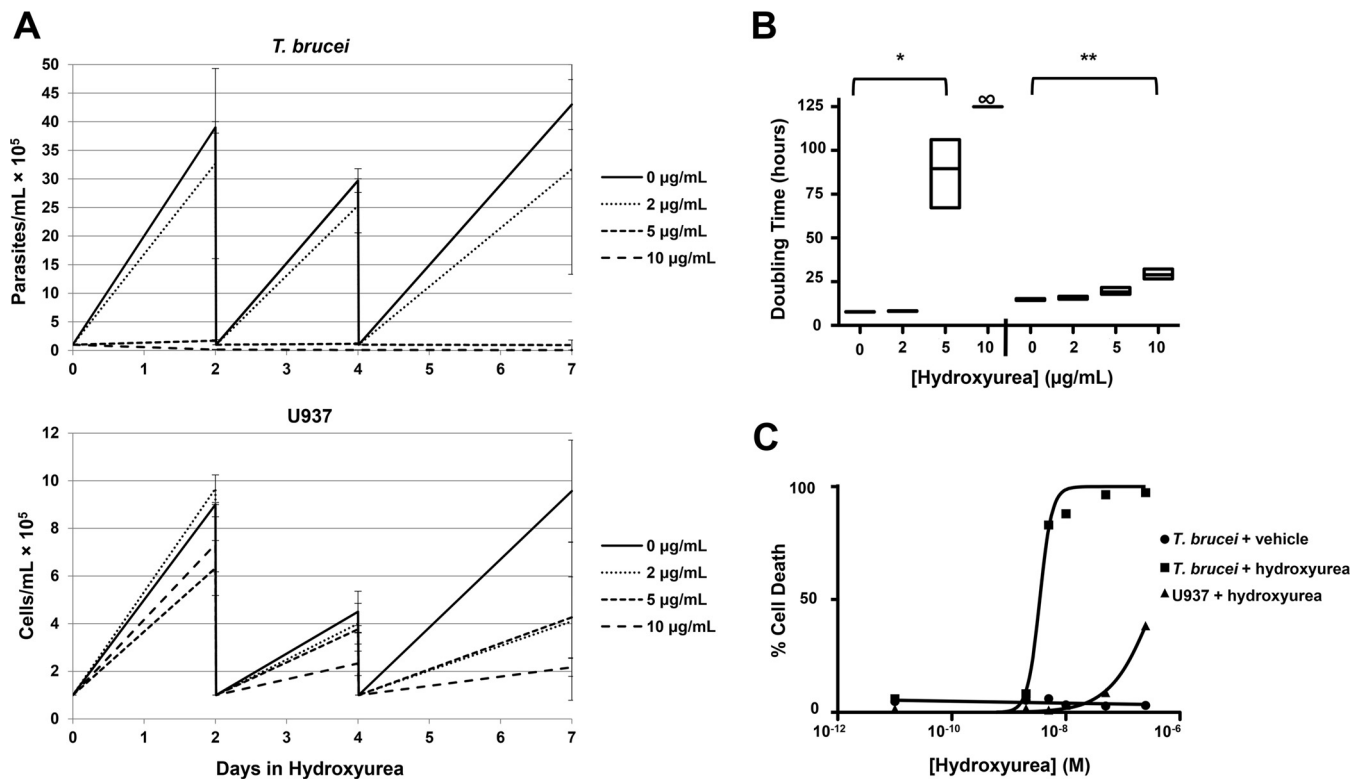 A
T. brucei
Parasites/mL × 10⁵
50
45
40
35
30
25
20
15
10
5
0
0 1 2 3 4 5 6 7
0 µg/mL
2 µg/mL
5 µg/mL
10 µg/mL
U937
Cells/mL × 10⁵
12
10
8
6
4
2
0
0 1 2 3 4 5 6 7
Days in Hydroxyurea
0 µg/mL
2 µg/mL
5 µg/mL
10 µg/mL
B
* **
∞
Doubling Time (hours)
125
100
75
50
25
0
0 2 5 10 0 2 5 10
[Hydroxyurea] (µg/mL)
C
% Cell Death
100
50
0
10⁻¹² 10⁻¹⁰ 10⁻⁸ 10⁻⁶
[Hydroxyurea] (M)
T. brucei + vehicle
T. brucei + hydroxyurea
U937 + hydroxyurea